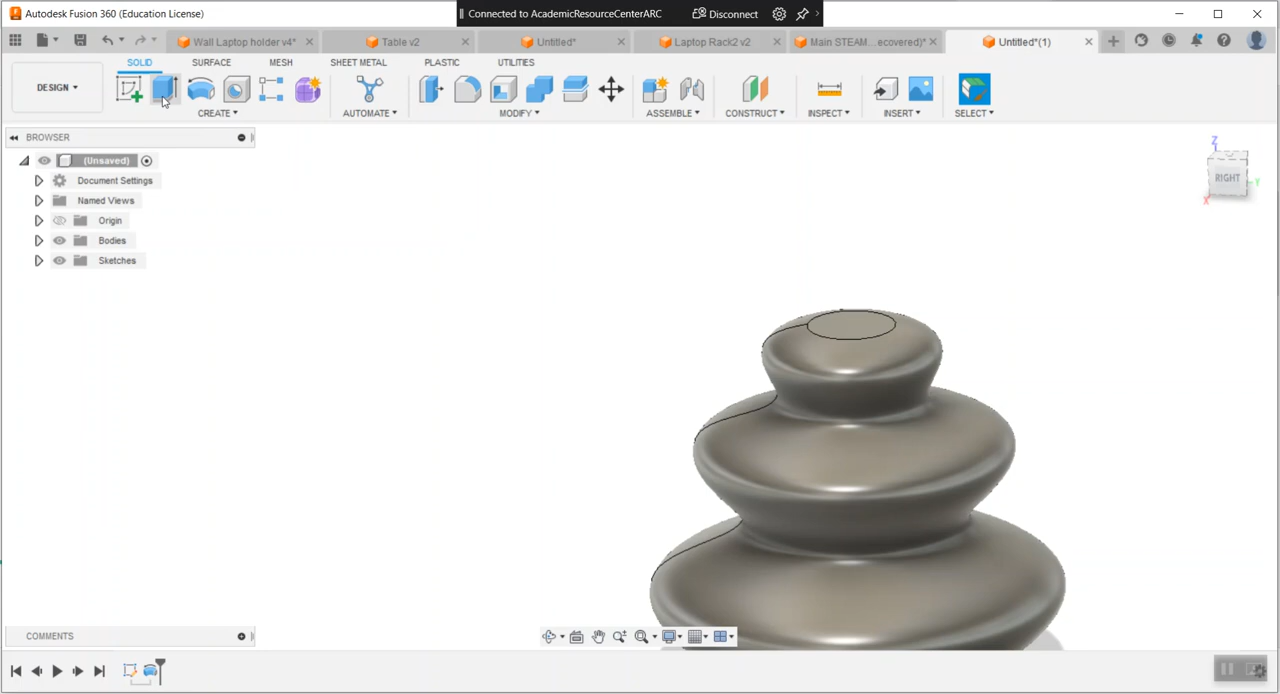 Autodesk Fusion 360 (Education License)
Connected to AcademicResourceCenterARC
Disconnect
Wall Laptop holder v4*
Table v2
Untitled*
Laptop Rack2 v2
Main STEAM ...ecovered)*
Untitled*(1)
SOLID SURFACE MESH SHEET METAL PLASTIC UTILITIES
DESIGN
CREATE AUTOMATE MODIFY ASSEMBLE CONSTRUCT INSPECT INSERT SELECT
BROWSER
(Unsaved)
Document Settings
Named Views
Origin
Bodies
Sketches
Z
RIGHT
Y
X
COMMENTS